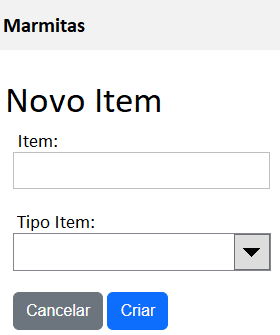 Marmitas
Novo Item
Item:
Tipo Item:
Cancelar Criar